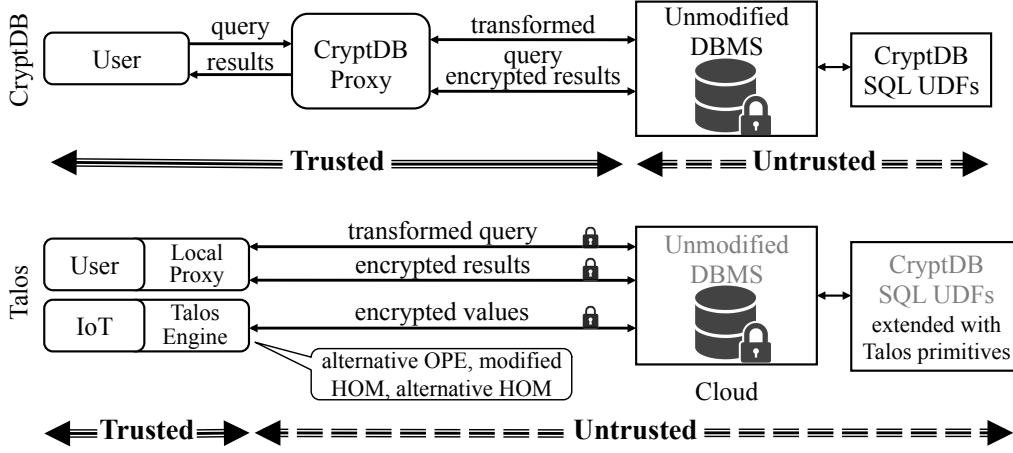 CryptDB
User
query
results
CryptDB
Proxy
transformed
query
encrypted results
Unmodified
DBMS
CryptDB
SQL UDFs
Trusted
Untrusted
Talos
User
Local
Proxy
IoT
Talos
Engine
transformed query
encrypted results
encrypted values
alternative OPE, modified
HOM, alternative HOM
Unmodified
DBMS
Cloud
CryptDB
SQL UDFs
extended with
Talos primitives
Trusted
Untrusted